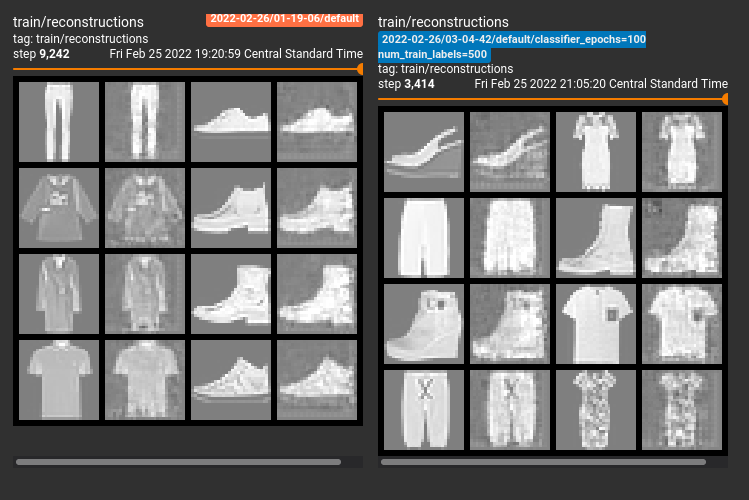 train/reconstructions
2022-02-26/01-19-06/default
tag: train/reconstructions
step 9,242 Fri Feb 25 2022 19:20:59 Central Standard Time
train/reconstructions
2022-02-26/03-04-42/default/classifier_epochs=100
num_train_labels=500
tag: train/reconstructions
step 3,414 Fri Feb 25 2022 21:05:20 Central Standard Time